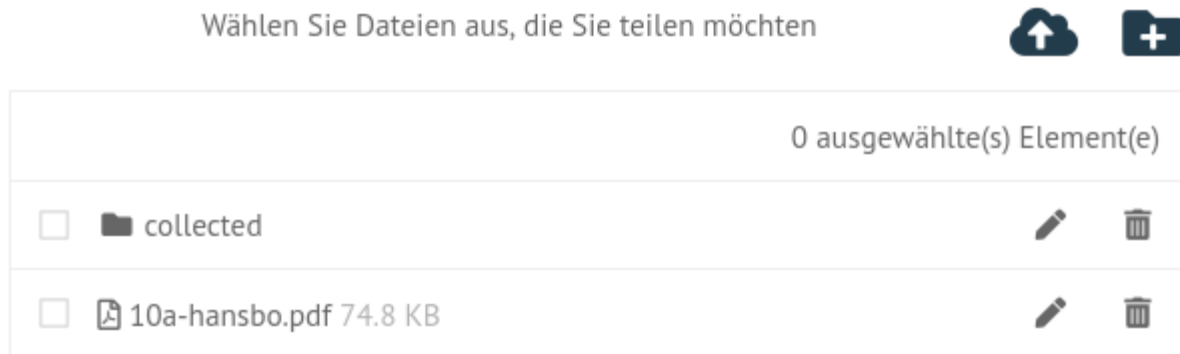 Wählen Sie Dateien aus, die Sie teilen möchten
0 ausgewählte(s) Element(e)
collected
10a-hansbo.pdf 74.8 KB